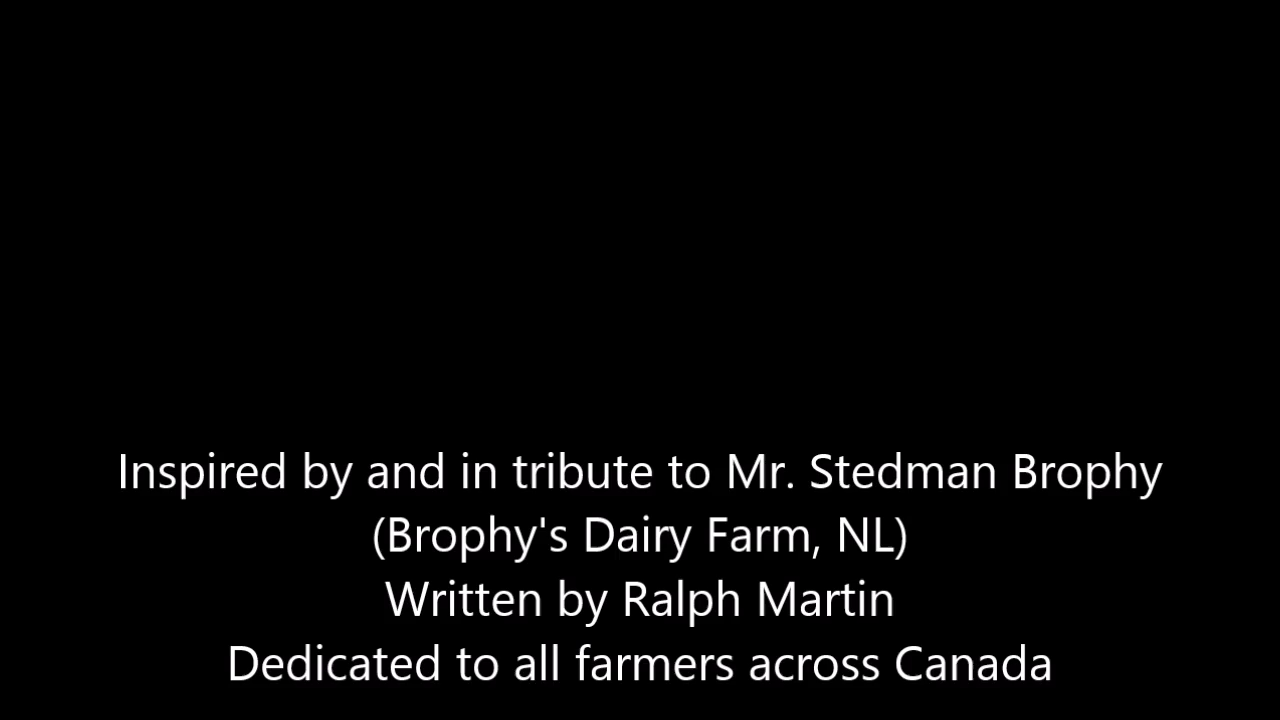 Inspired by and in tribute to Mr. Stedman Brophy
(Brophy's Dairy Farm, NL)
Written by Ralph Martin
Dedicated to all farmers across Canada